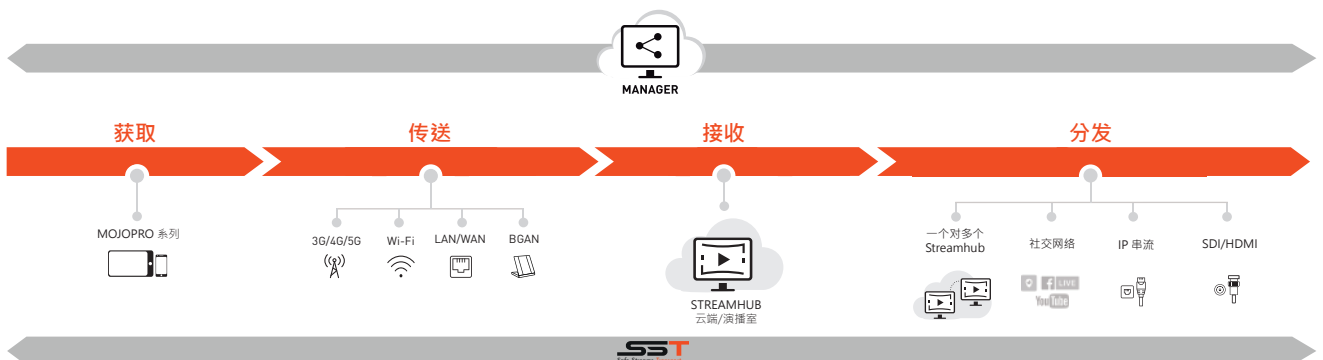 MANAGER
获取
传送
接收
分发
MOJOPRO 系列
3G/4G/5G
Wi-Fi
LAN/WAN
BGAN
STREAMHUB
云端/演播室
一个对多个
Streamhub
社交网络
LIVE
YouTube
IP 串流
SDI/HDMI
SST